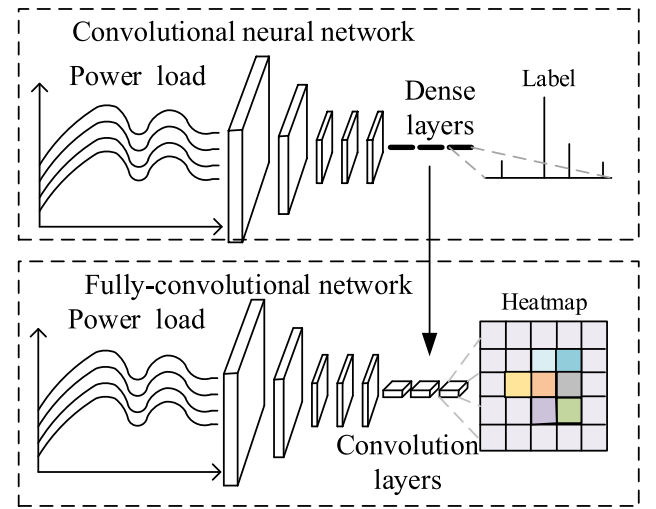 Convolutional neural network
Power load
Dense
layers
Label
Fully-convolutional network
Power load
Heatmap
Convolution
layers